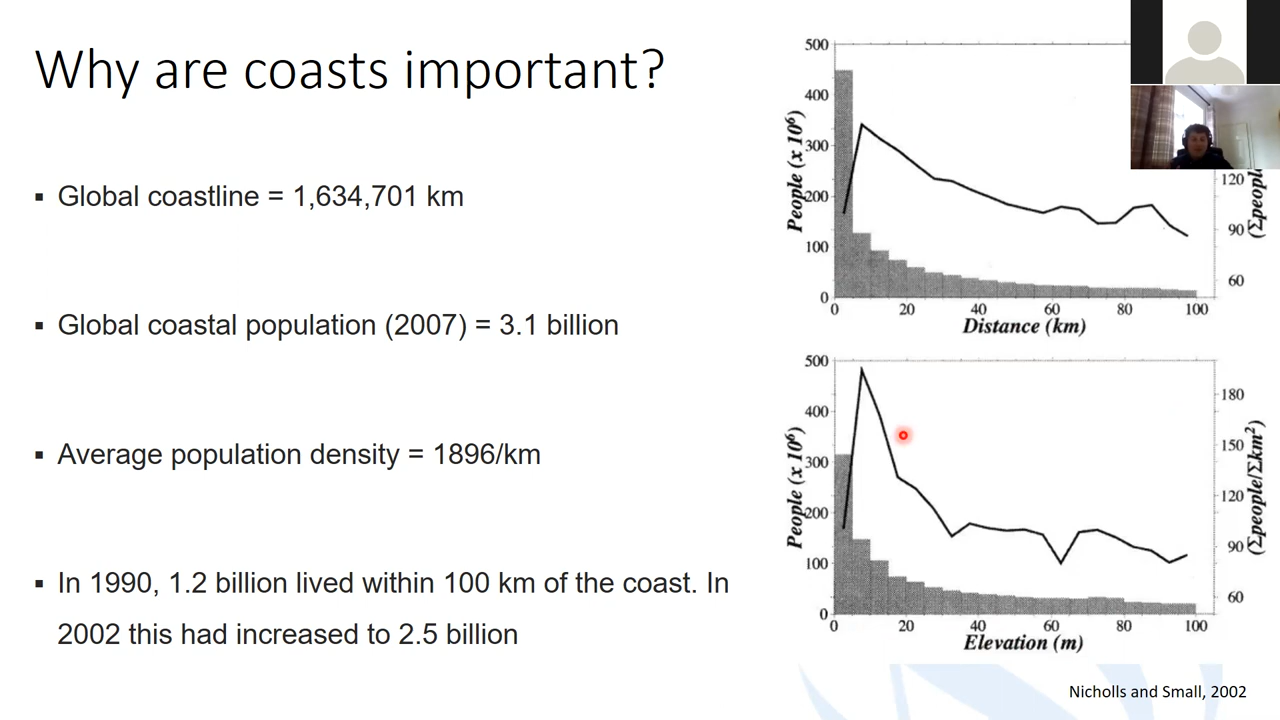 Why are coasts important?
▪ Global coastline = 1,634,701 km
▪ Global coastal population (2007) = 3.1 billion
▪ Average population density = 1896/km
▪ In 1990, 1.2 billion lived within 100 km of the coast. In
2002 this had increased to 2.5 billion
500
400
300
200
100
0
People (x 10⁶)
0 20 40 60 80 100
Distance (km)
120
90
60
500
400
300
200
100
0
People (x 10⁶)
0 20 40 60 80 100
Elevation (m)
180
150
120
90
60
(Σpeople/Σkm²)
Nicholls and Small, 2002